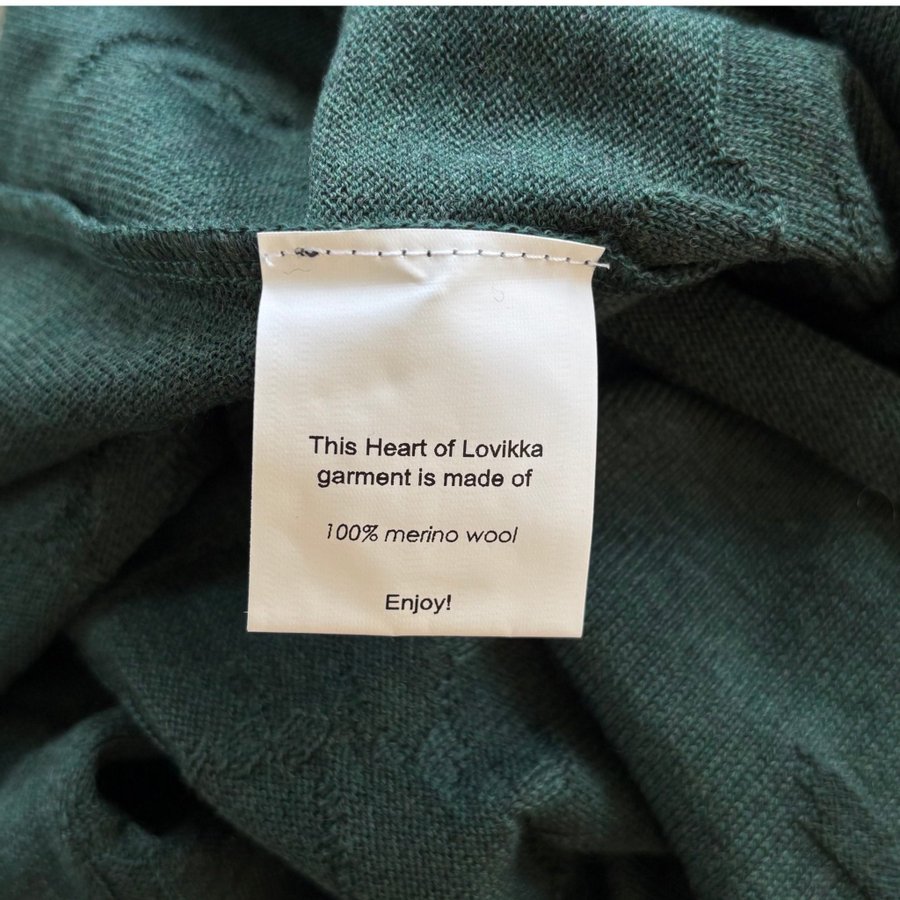 This Heart of Lovikka
garment is made of
100% merino wool
Enjoy!